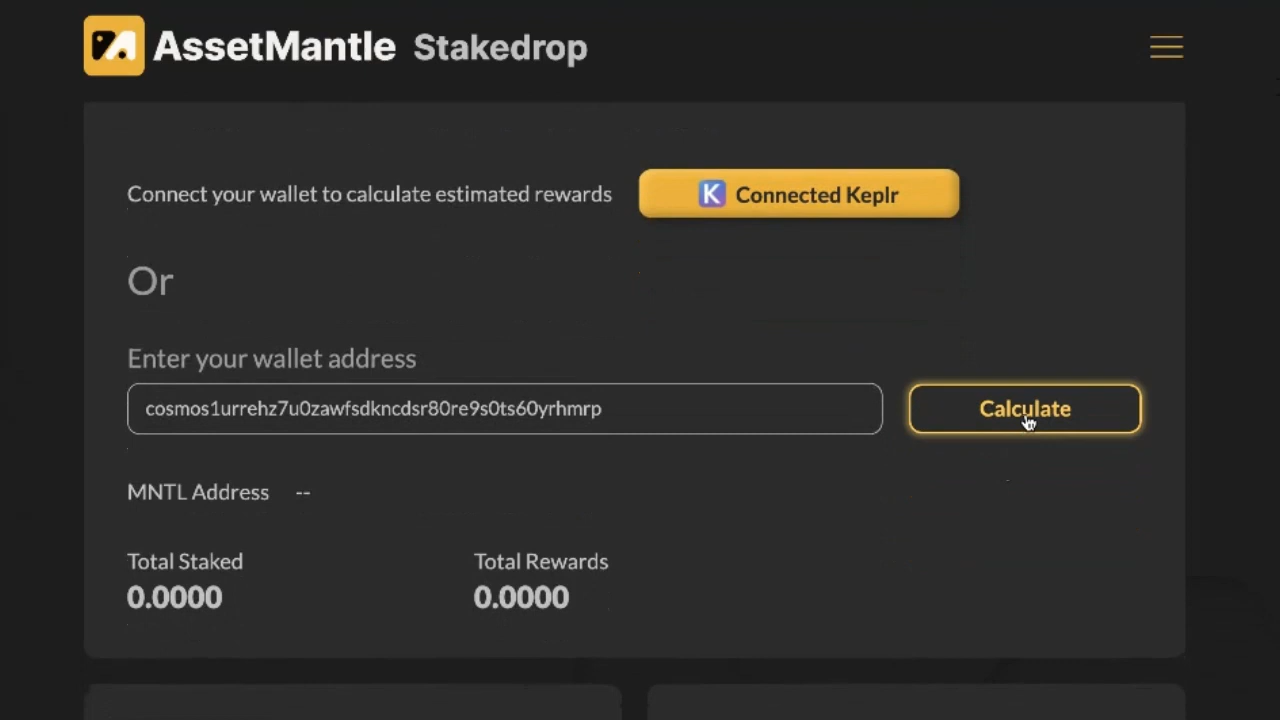 AssetMantle Stakedrop
Connect your wallet to calculate estimated rewards
Connected Keplr
Or
Enter your wallet address
cosmos1urrehz7u0zawfsdkncdsr80re9s0ts60yrhmrp
Calculate
MNTL Address --
Total Staked Total Rewards
0.0000 0.0000